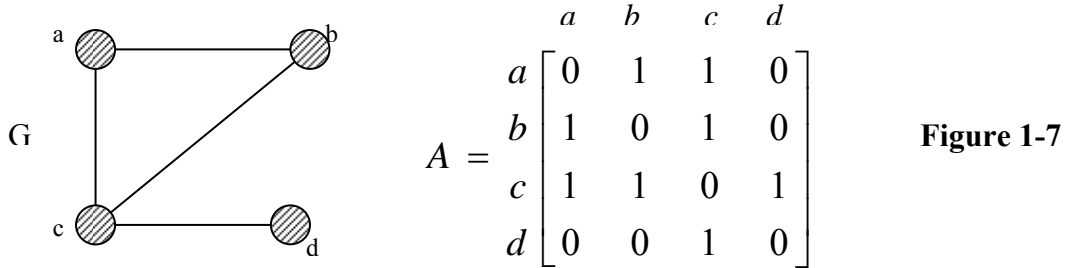 a b
G
c d
a b c d
a 0 1 1 0
b 1 0 1 0
A = c 1 1 0 1
d 0 0 1 0
Figure 1-7